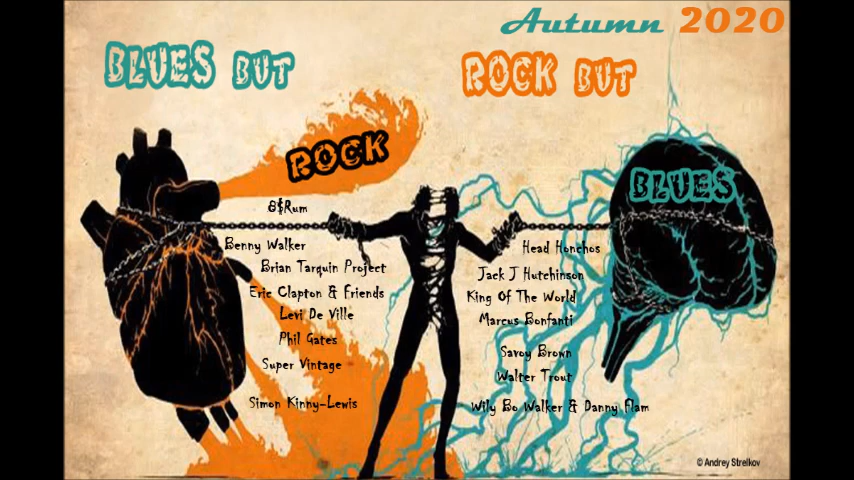 Autumn 2020
BLUES BUT
ROCK BUT
ROCK
BLUES
8$Rum
Benny Walker
Brian Tarquin Project
Eric Clapton & Friends
Levi De Ville
Phil Gates
Super Vintage
Simon Kinny-Lewis
Head Honchos
Jack J Hutchinson
King Of The World
Marcus Bonfanti
Savoy Brown
Walter Trout
Wily Bo Walker & Danny Flam
© Andrey Strelkov